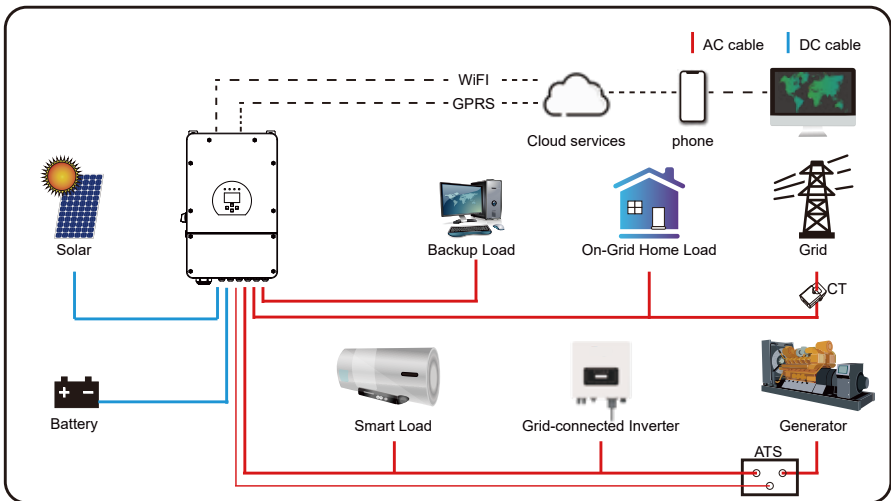 AC cable
DC cable
WiFI
GPRS
Cloud services
phone
Solar
Backup Load
On-Grid Home Load
Grid
CT
Battery
Smart Load
Grid-connected Inverter
Generator
ATS